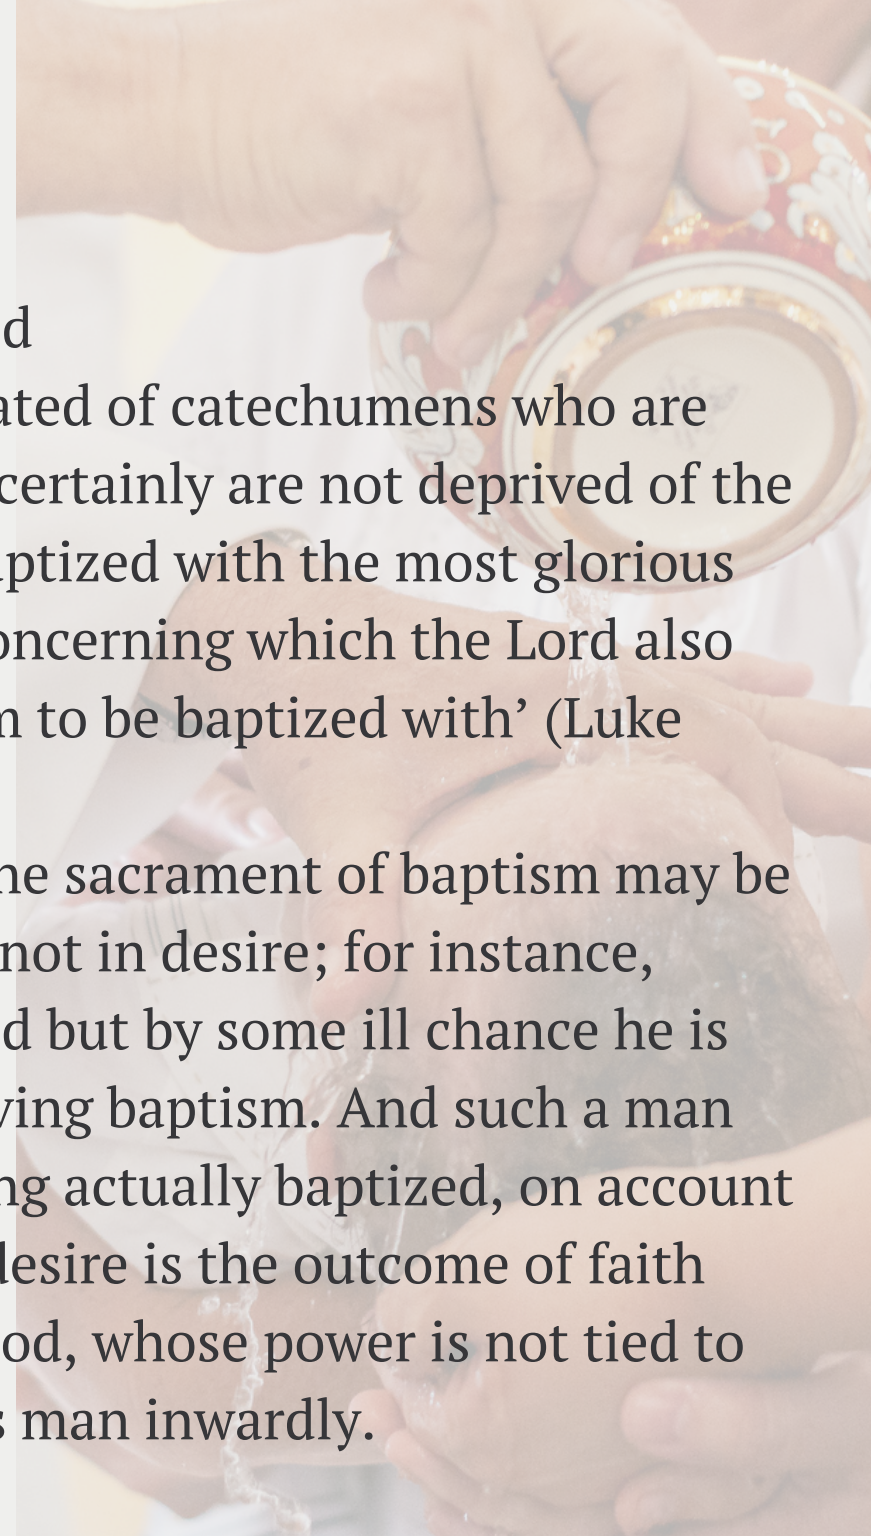 d
ated of catechumens who are
certainly are not deprived of the
aptized with the most glorious
oncerning which the Lord also
m to be baptized with’ (Luke
he sacrament of baptism may be
not in desire; for instance,
d but by some ill chance he is
ving baptism. And such a man
ng actually baptized, on account
desire is the outcome of faith
od, whose power is not tied to
s man inwardly.